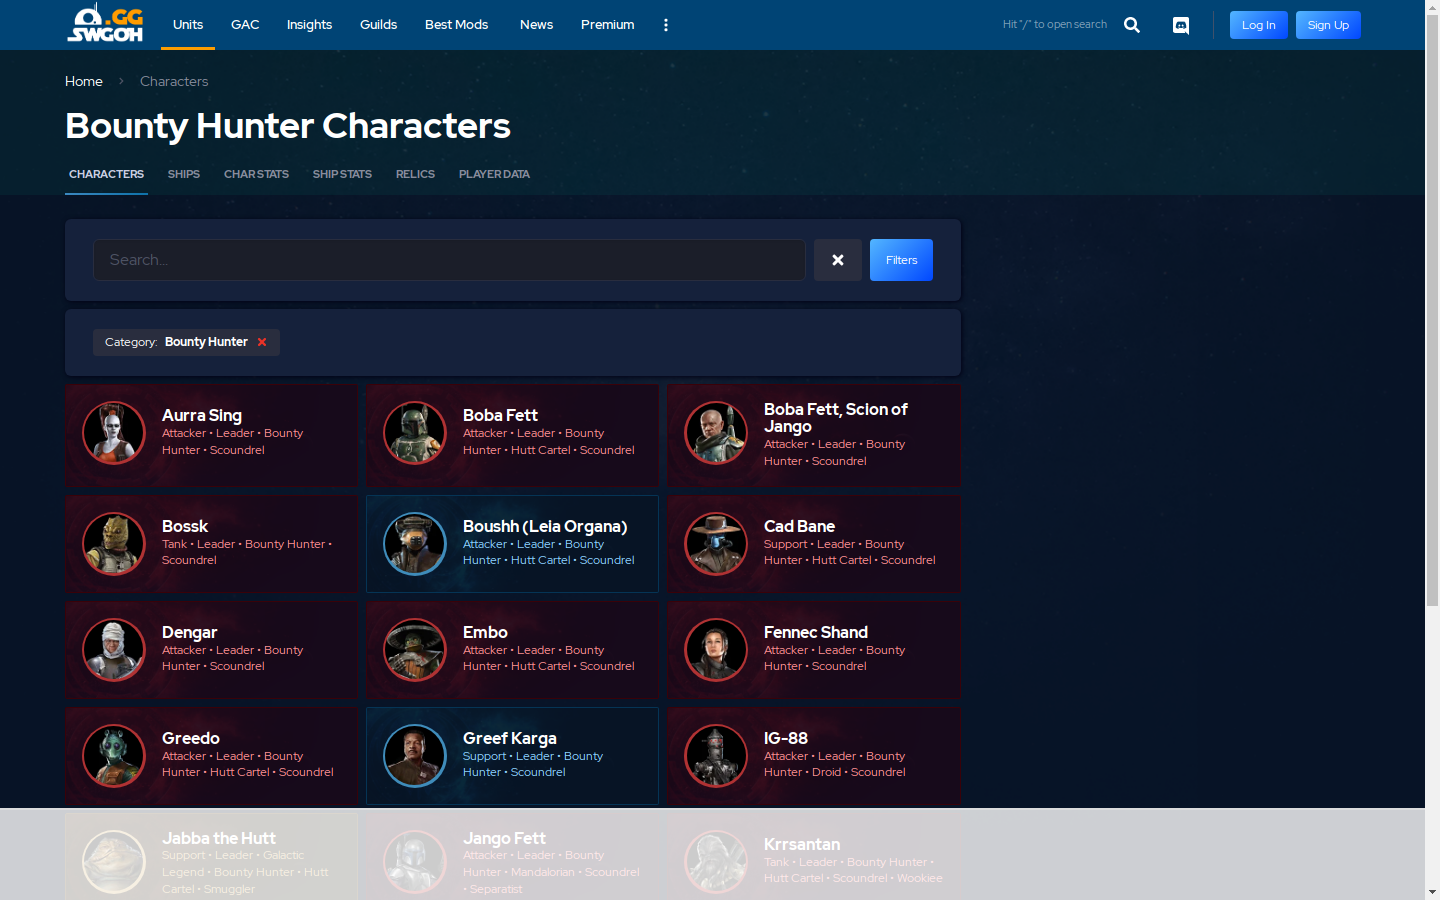 .GG
SWGOH
Units
GAC
Insights
Guilds
Best Mods
News
Premium
Hit "/" to open search
Log In
Sign Up
Home
Characters
Bounty Hunter Characters
CHARACTERS
SHIPS
CHAR STATS
SHIP STATS
RELICS
PLAYER DATA
Search...
Filters
Category: Bounty Hunter
Aurra Sing
Attacker • Leader • Bounty
Hunter • Scoundrel
Boba Fett
Attacker • Leader • Bounty
Hunter • Hutt Cartel • Scoundrel
Boba Fett, Scion of
Jango
Attacker • Leader • Bounty
Hunter • Scoundrel
Bossk
Tank • Leader • Bounty Hunter •
Scoundrel
Boushh (Leia Organa)
Attacker • Leader • Bounty
Hunter • Hutt Cartel • Scoundrel
Cad Bane
Support • Leader • Bounty
Hunter • Hutt Cartel • Scoundrel
Dengar
Attacker • Leader • Bounty
Hunter • Scoundrel
Embo
Attacker • Leader • Bounty
Hunter • Hutt Cartel • Scoundrel
Fennec Shand
Attacker • Leader • Bounty
Hunter • Scoundrel
Greedo
Attacker • Leader • Bounty
Hunter • Hutt Cartel • Scoundrel
Greef Karga
Support • Leader • Bounty
Hunter • Scoundrel
IG-88
Attacker • Leader • Bounty
Hunter • Droid • Scoundrel
Jabba the Hutt
Support • Leader • Galactic
Legend • Bounty Hunter • Hutt
Cartel • Smuggler
Jango Fett
Attacker • Leader • Bounty
Hunter • Mandalorian • Scoundrel
• Separatist
Krrsantan
Tank • Leader • Bounty Hunter •
Hutt Cartel • Scoundrel • Wookiee